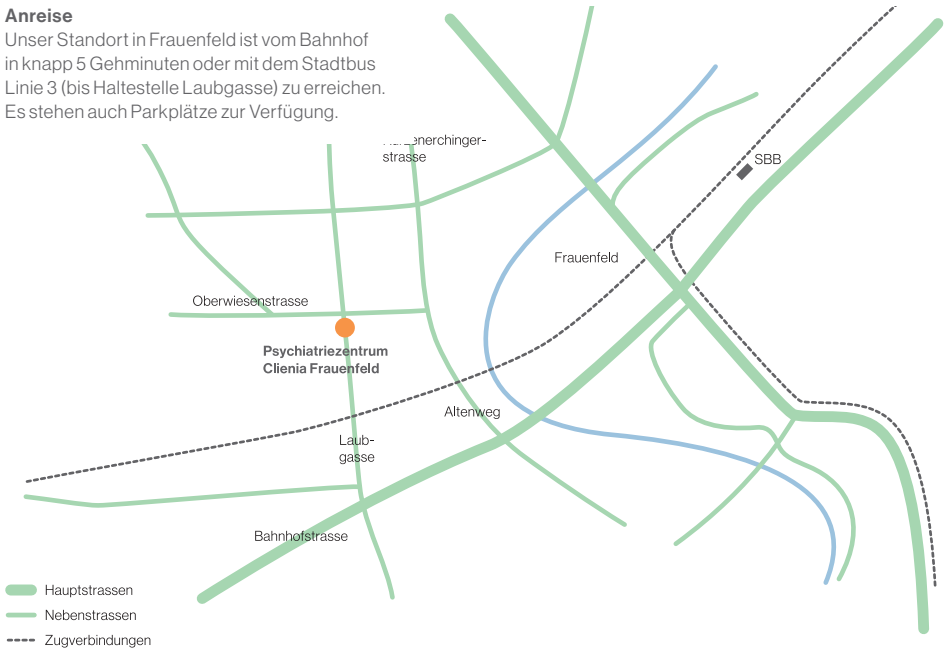 Anreise
Unser Standort in Frauenfeld ist vom Bahnhof
in knapp 5 Gehminuten oder mit dem Stadtbus
Linie 3 (bis Haltestelle Laubgasse) zu erreichen.
Es stehen auch Parkplätze zur Verfügung.
strasse
SBB
Frauenfeld
Oberwiesenstrasse
Psychiatriezentrum
Clienia Frauenfeld
Altenweg
Laub-
gasse
Bahnhofstrasse
Hauptstrassen
Nebenstrassen
Zugverbindungen